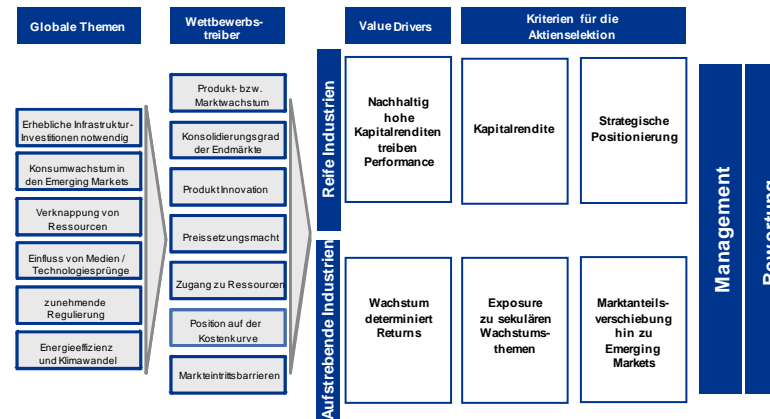 Globale Themen
Wettbewerbs-
treiber
Value Drivers
Kriterien für die
Aktienselektion
Erhebliche Infrastruktur-
Investitionen notwendig
Konsumwachstum in
den Emerging Markets
Verknappung von
Ressourcen
Einfluss von Medien /
Technologiesprünge
zunehmende
Regulierung
Energieeffizienz
und Klimawandel
Produkt- bzw.
Marktwachstum
Konsolidierungsgrad
der Endmärkte
Produkt Innovation
Preissetzungsmacht
Zugang zu Ressourcen
Position auf der
Kostenkurve
Markteintrittsbarrieren
Reife Industrien
Nachhaltig
hohe
Kapitalrenditen
treiben
Performance
Kapitalrendite
Strategische
Positionierung
Aufstrebende Industrien
Wachstum
determiniert
Returns
Exposure
zu sekulären
Wachstums-
themen
Marktanteils-
verschiebung
hin zu
Emerging
Markets
Management
Bewertung